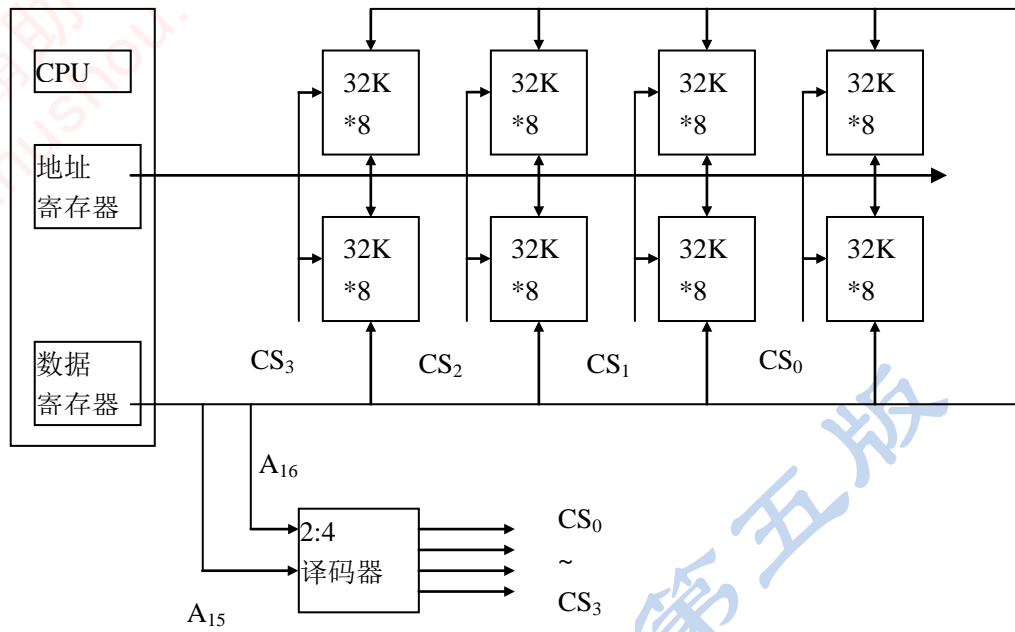 CPU
地址
寄存器
数据
寄存器
32K
*8
32K
*8
32K
*8
32K
*8
32K
*8
32K
*8
32K
*8
32K
*8
CS₃
CS₂
CS₁
CS₀
A₁₆
A₁₅
2:4
译码器
CS₀
~
CS₃
第五版